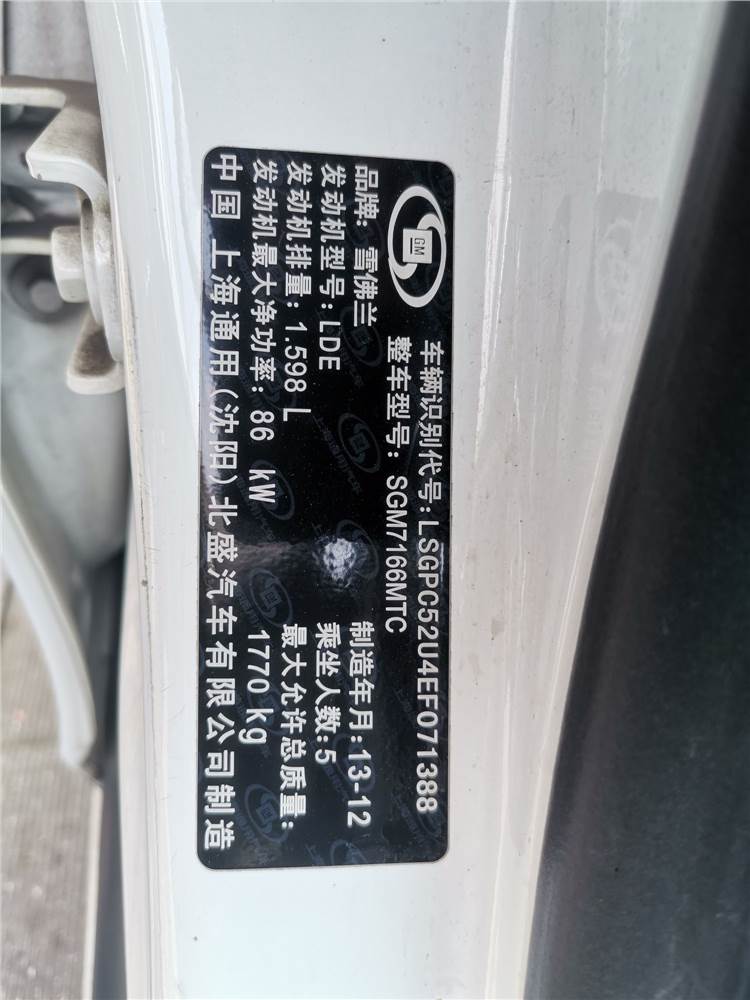 GM
车辆识别代号:LSGPC52U4EF071388
整车型号: SGM7166MTC
品牌: 雪佛兰
制造年月:13-12
发动机型号:LDE
乘坐人数:5
发动机排量:1.598 L
最大允许总质量:
发动机最大净功率: 86 kW
1770 kg
中国 上海通用(沈阳)北盛汽车有限公司制造